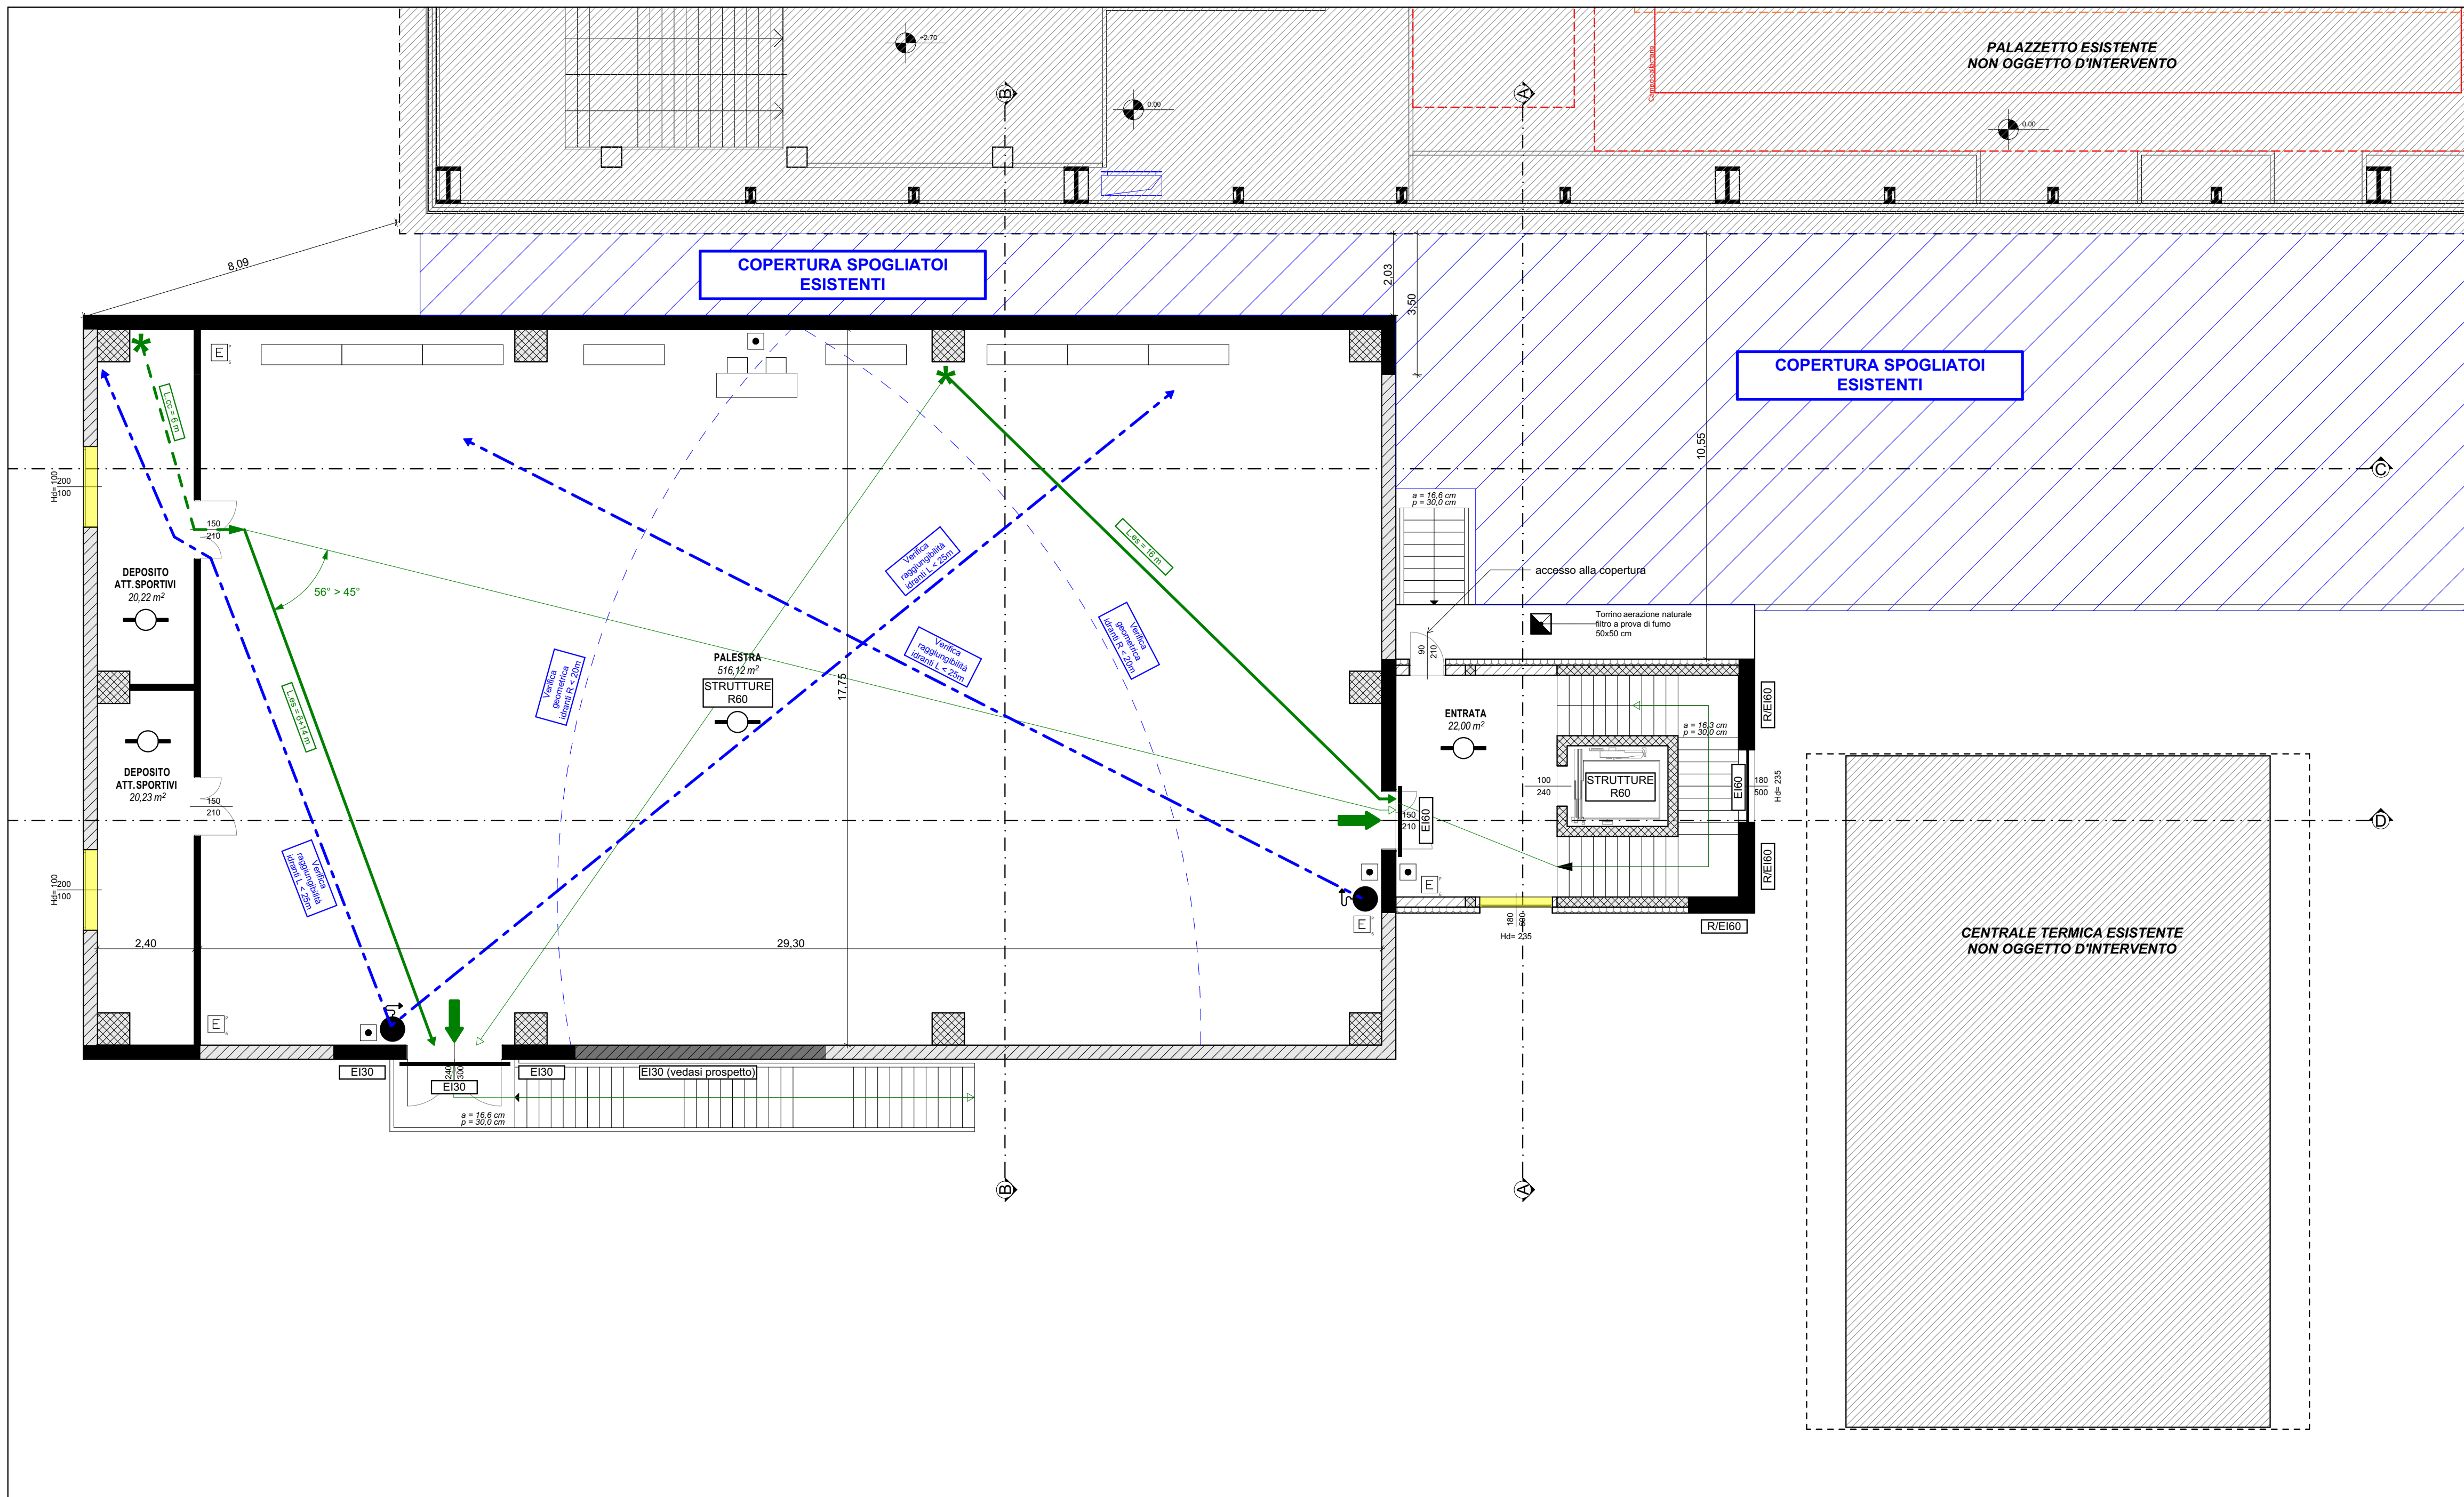 +2.70
B
0.00
A
Campo pallamano
PALAZZETTO ESISTENTE
NON OGGETTO D'INTERVENTO
0.00
8,09
COPERTURA SPOGLIATOI
ESISTENTI
2,03
3,50
COPERTURA SPOGLIATOI
ESISTENTI
10,55
E
L.cc = 6 m
C
Hd= 100
200
100
150
210
56° > 45°
Verifica
raggiungibilità
idranti L < 25m
L.es = 16 m
a = 16,6 cm
p = 30,0 cm
accesso alla copertura
DEPOSITO
ATT.SPORTIVI
20,22 m²
Verifica
geometrica
idranti R < 20m
PALESTRA
516,12 m²
STRUTTURE
R60
17,75
Verifica
raggiungibilità
idranti L < 25m
Verifica
geometrica
idranti R < 20m
Torrino aerazione naturale
filtro a prova di fumo
50x50 cm
90
210
ENTRATA
22,00 m²
R/EI60
a = 16,3 cm
p = 30,0 cm
L.es = 6+14 m
DEPOSITO
ATT.SPORTIVI
20,23 m²
150
210
100
240
STRUTTURE
R60
EI60
180
500
Hd= 235
150
210
EI60
D
Hd= 100
200
100
Verifica
raggiungibilità
idranti L < 25m
R/EI60
E
E
180
500
Hd= 235
R/EI60
2,40
29,30
CENTRALE TERMICA ESISTENTE
NON OGGETTO D'INTERVENTO
E
EI30
240
300
EI30
EI30
EI30 (vedasi prospetto)
a = 16,6 cm
p = 30,0 cm
B
A